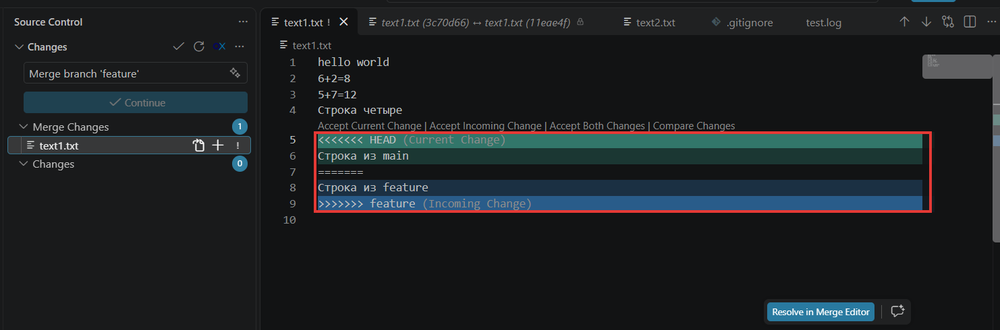 Source Control
Changes
Merge branch 'feature'
Continue
Merge Changes 1
text1.txt !
Changes 0
text1.txt ! text1.txt (3c70d66) ↔ text1.txt (11eae4f) text2.txt .gitignore test.log
text1.txt
1 hello world
2 6+2=8
3 5+7=12
4 Строка четыре
Accept Current Change | Accept Incoming Change | Accept Both Changes | Compare Changes
5 <<<<<<< HEAD (Current Change)
6 Строка из main
7 =======
8 Строка из feature
9 >>>>>>> feature (Incoming Change)
10
Resolve in Merge Editor